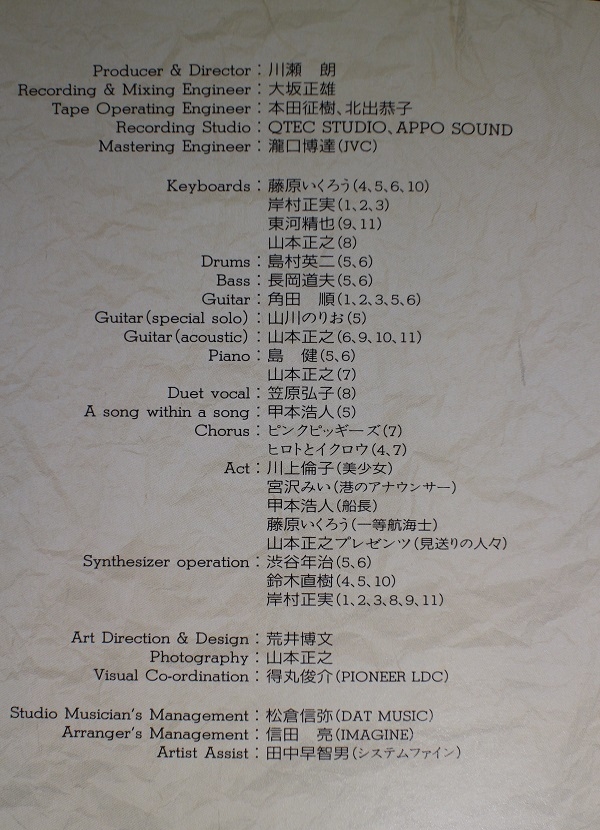 Producer & Director：川瀬　朗
Recording & Mixing Engineer：大坂正雄
Tape Operating Engineer：本田征樹、北出恭子
Recording Studio：QTEC STUDIO、APPO SOUND
Mastering Engineer：瀧口博達(JVC)
Keyboards：藤原いくろう(4、5、6、10)
岸村正実(1、2、3)
東河精也(9、11)
山本正之(8)
Drums：島村英二(5、6)
Bass：長岡道夫(5、6)
Guitar：角田　順(1、2、3、5、6)
Guitar(special solo)：山川のりお(5)
Guitar(acoustic)：山本正之(6、9、10、11)
Piano：島　健(5、6)
山本正之(7)
Duet vocal：笠原弘子(8)
A song within a song：甲本浩人(5)
Chorus：ピンクピッギーズ(7)
ヒロトとイクロウ(4、7)
Act：川上倫子(美少女)
宮沢みい(港のアナウンサー)
甲本浩人(船長)
藤原いくろう(一等航海士)
山本正之プレゼンツ(見送りの人々)
Synthesizer operation：渋谷年治(5、6)
鈴木直樹(4、5、10)
岸村正実(1、2、3、8、9、11)
Art Direction & Design：荒井博文
Photography：山本正之
Visual Co-ordination：得丸俊介(PIONEER LDC)
Studio Musician's Management：松倉信弥(DAT MUSIC)
Arranger's Management：信田　亮(IMAGINE)
Artist Assist：田中早智男(システムファイン)